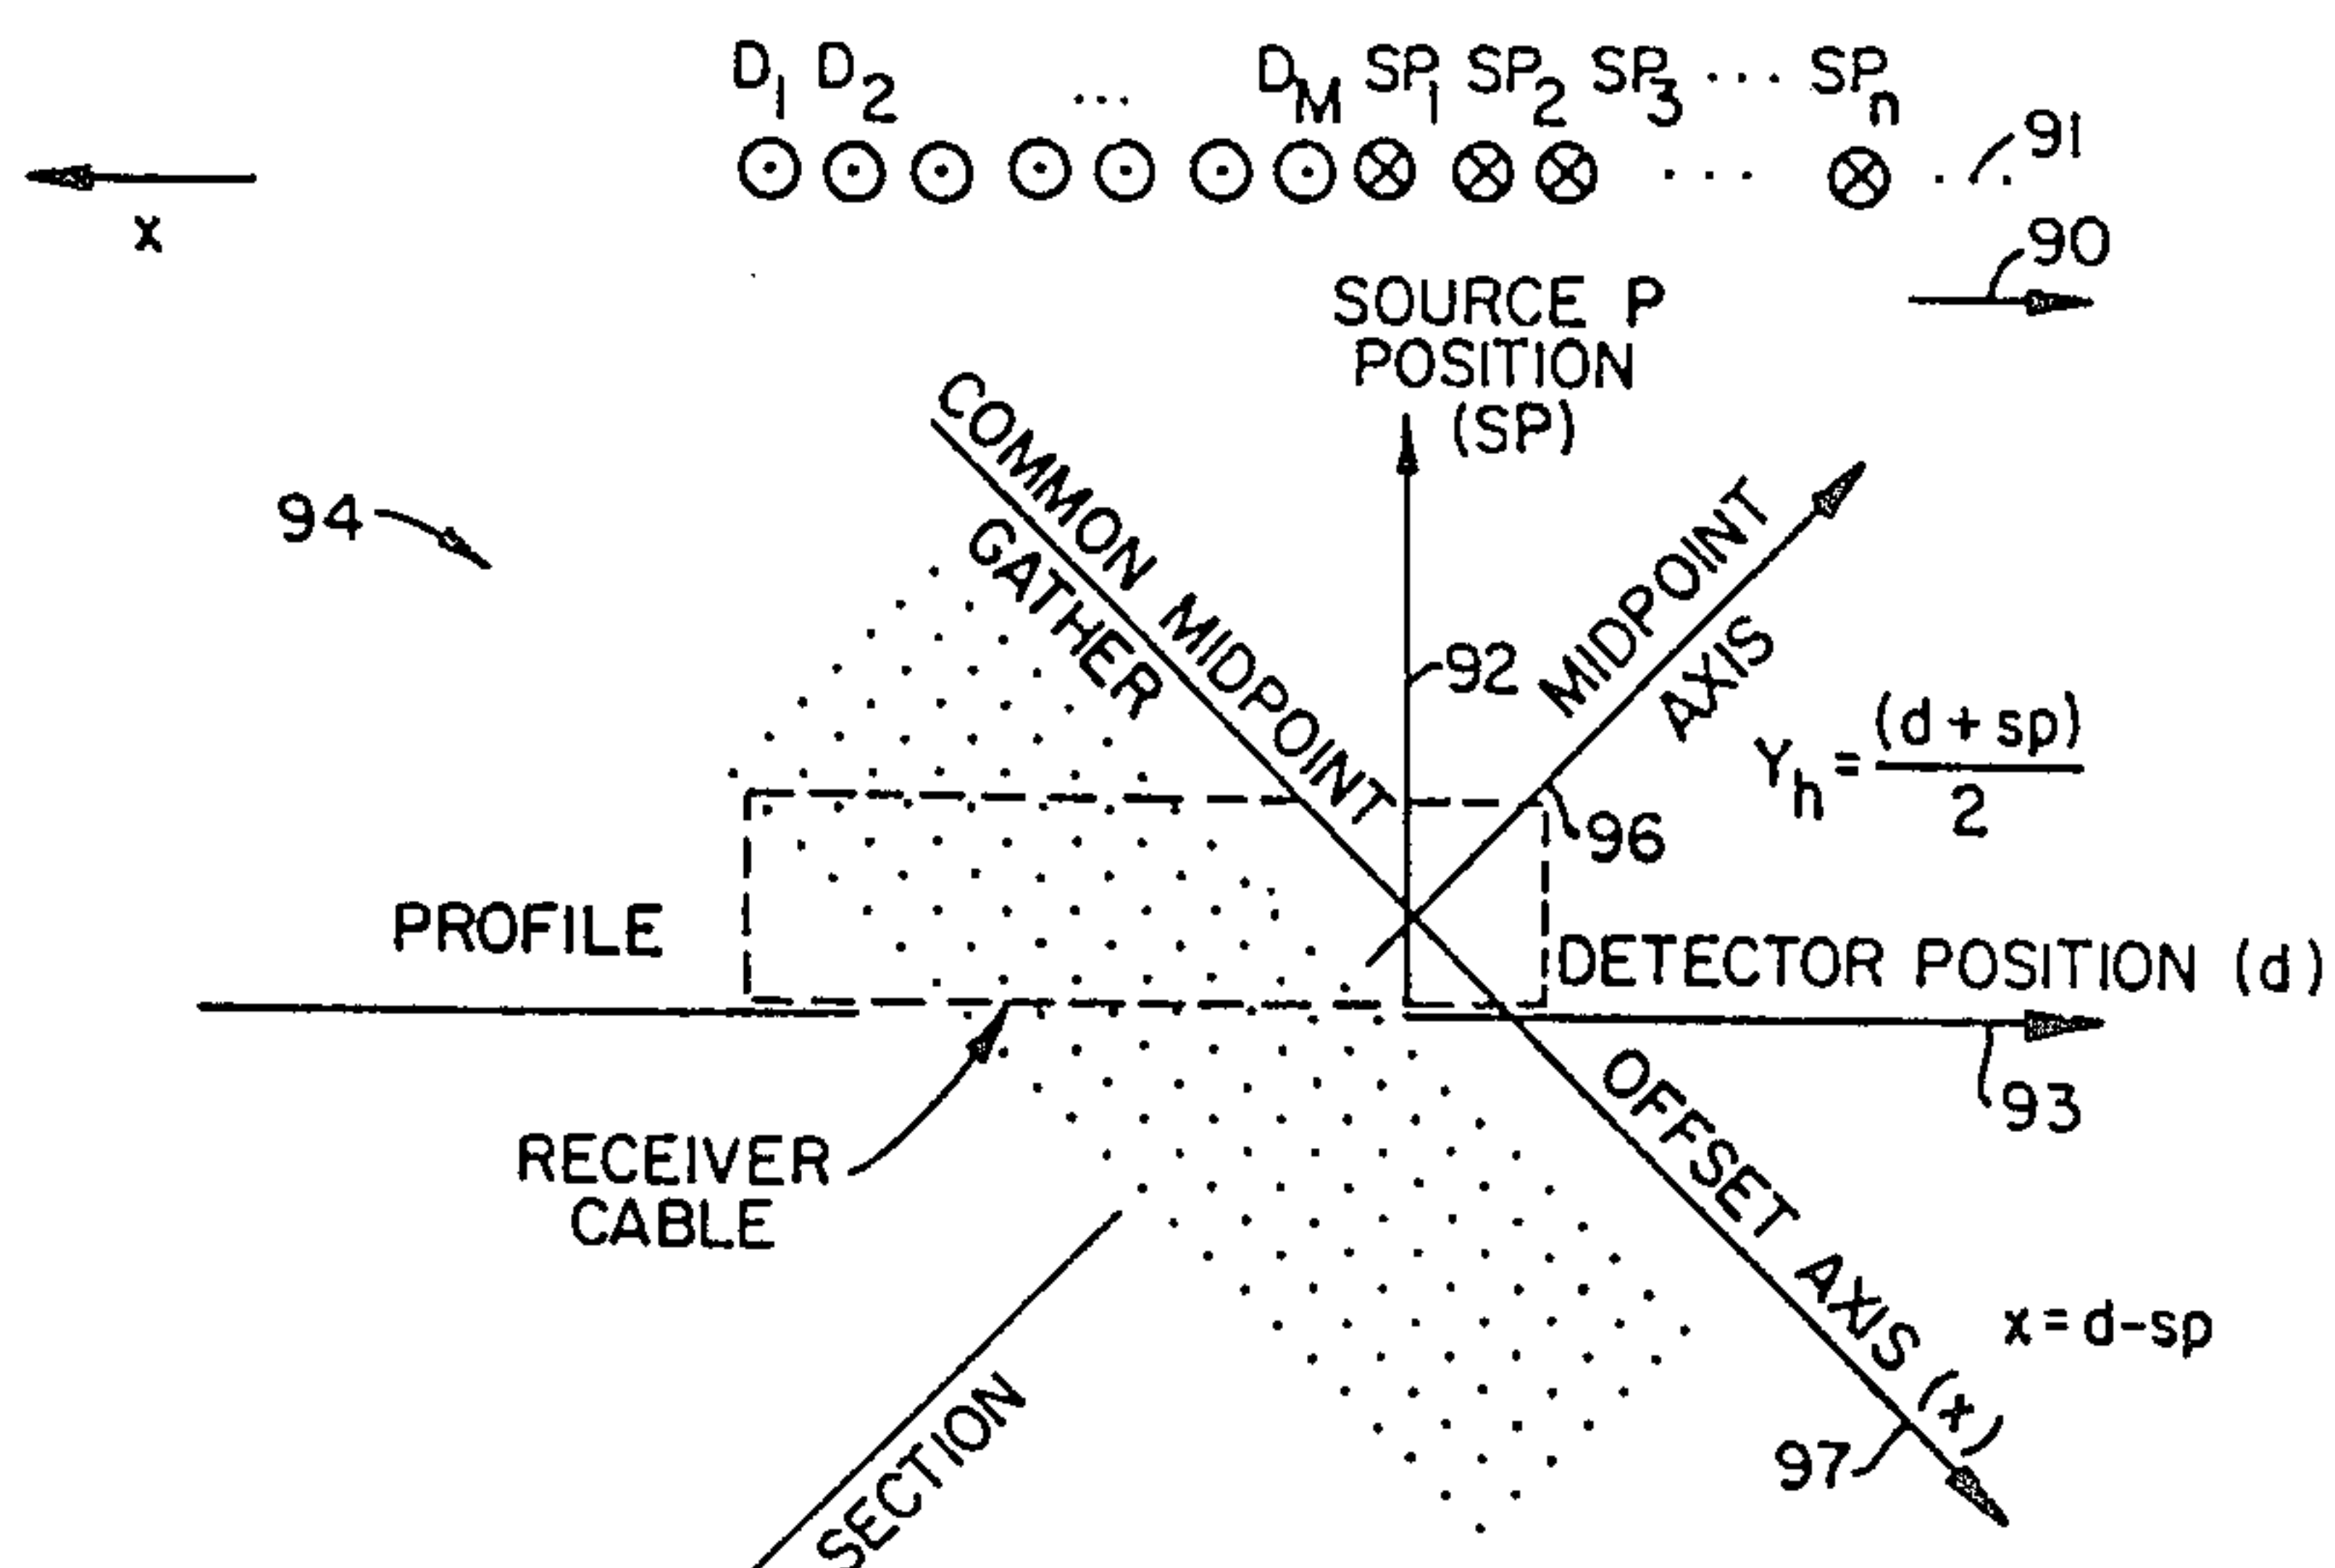 D1 D2 ... DM SP1 SP2 SP3 ... SPn
91
x
90
SOURCE P
POSITION
(SP)
COMMON MIDPOINT
GATHER
94
92
MIDPOINT
AXIS
Yh = (d + sp) / 2
96
PROFILE
DETECTOR POSITION (d)
93
RECEIVER
CABLE
OFFSET AXIS (x)
x = d-sp
97
SECTION